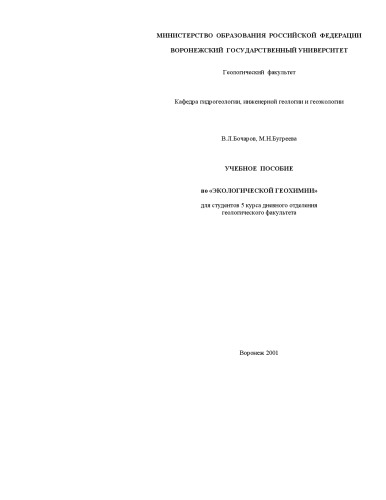 МИНИСТЕРСТВО ОБРАЗОВАНИЯ РОССИЙСКОЙ ФЕДЕРАЦИИ
ВОРОНЕЖСКИЙ ГОСУДАРСТВЕННЫЙ УНИВЕРСИТЕТ
Геологический факультет
Кафедра гидрогеологии, инженерной геологии и геоэкологии
В.Л.Бочаров, М.Н.Бугреева
УЧЕБНОЕ ПОСОБИЕ
по «ЭКОЛОГИЧЕСКОЙ ГЕОХИМИИ»
для студентов 5 курса дневного отделения
геологического факультета
Воронеж 2001